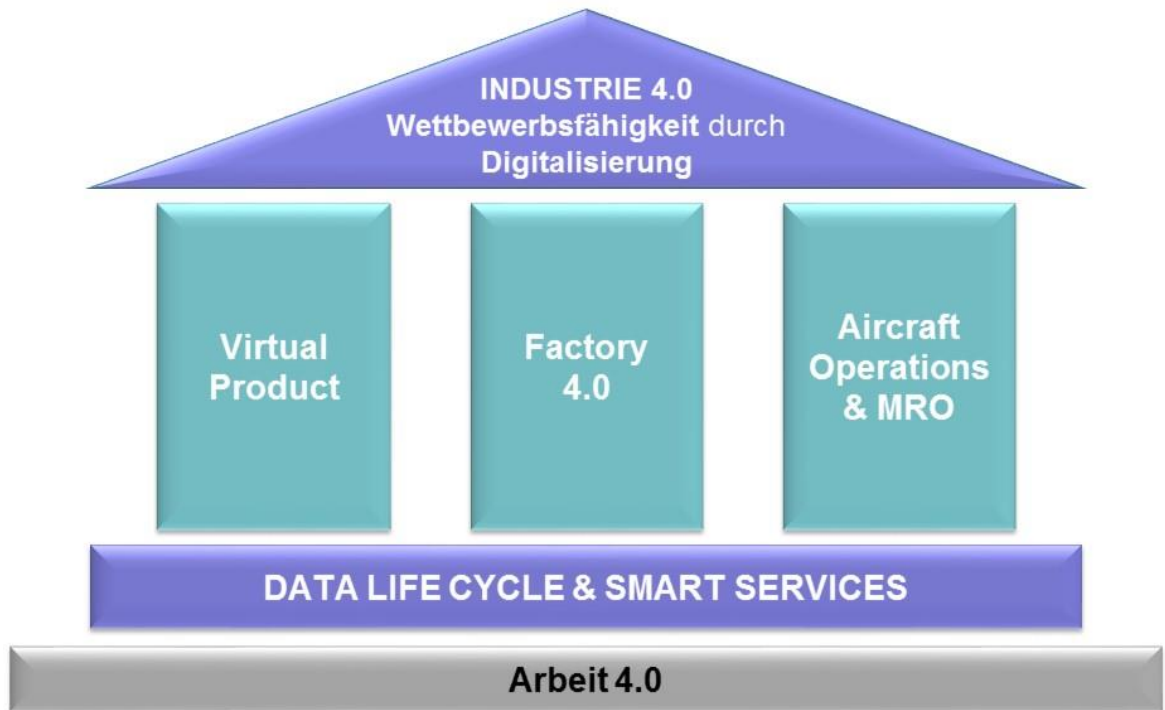 INDUSTRIE 4.0
Wettbewerbsfähigkeit durch
Digitalisierung
Virtual
Product
Factory
4.0
Aircraft
Operations
& MRO
DATA LIFE CYCLE & SMART SERVICES
Arbeit 4.0